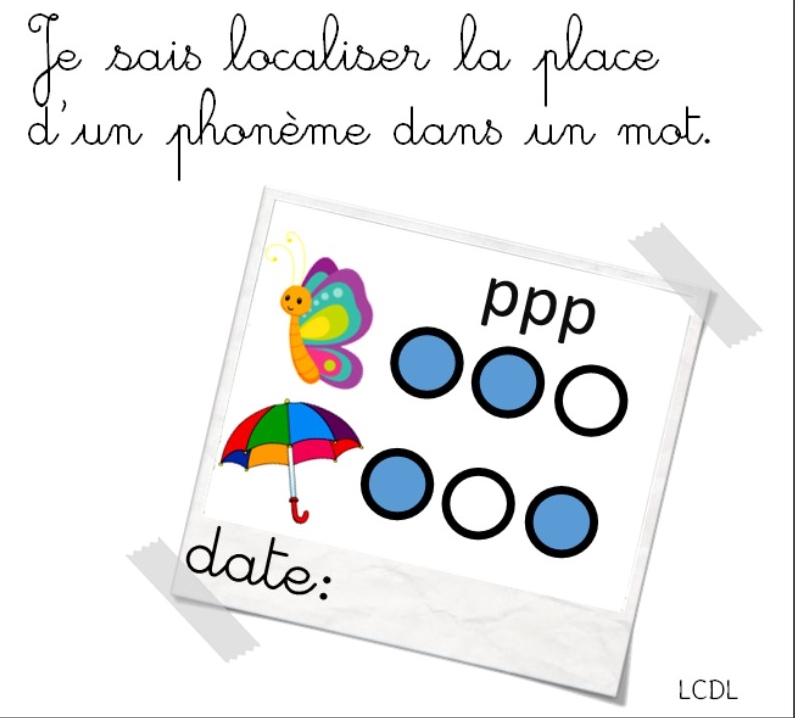 Je sais localiser la place
d'un phonème dans un mot.
ppp
date:
LCDL